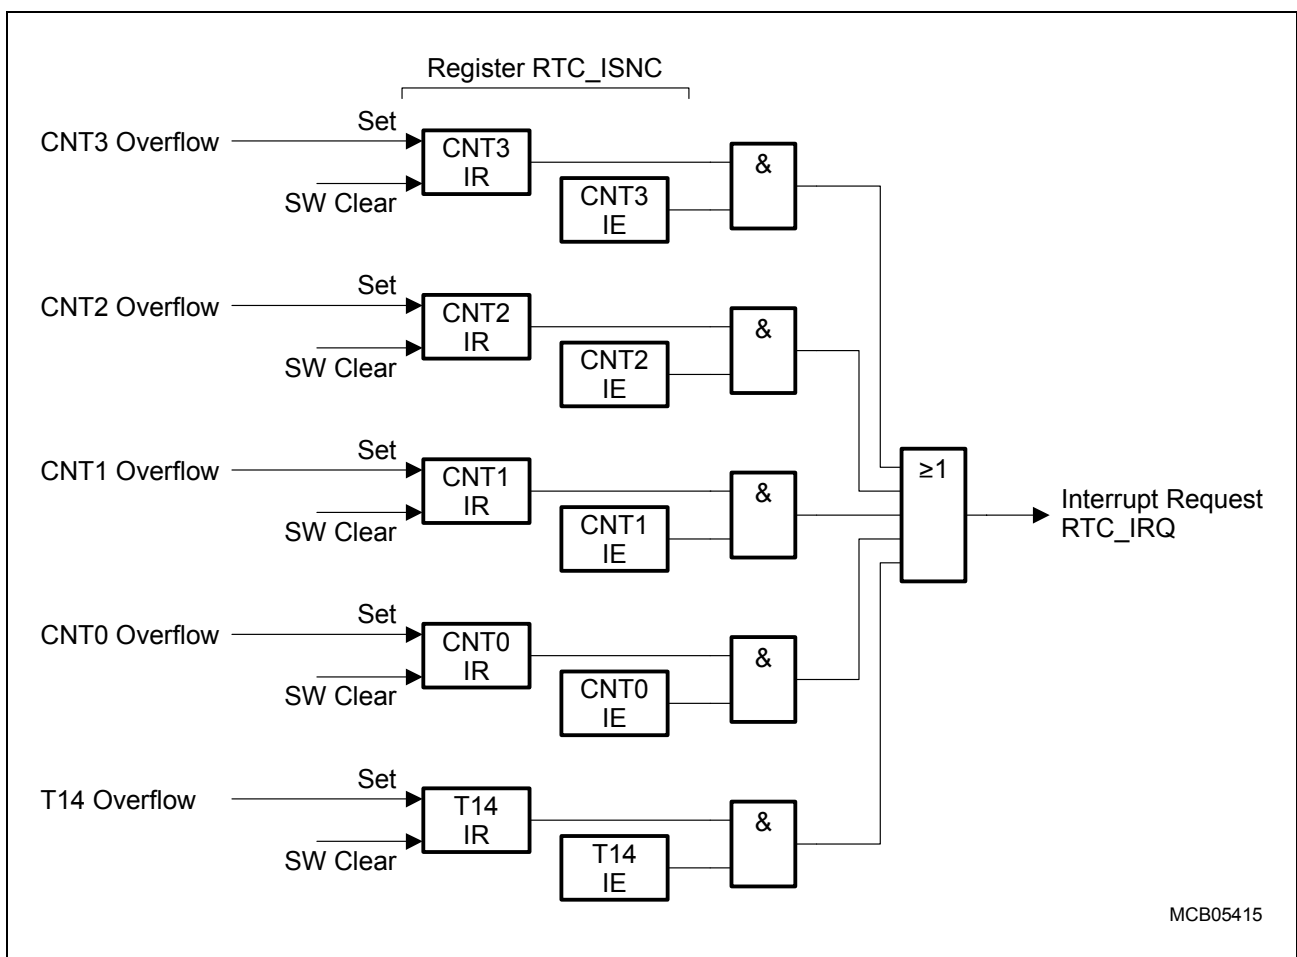 Register RTC_ISNC
Set
CNT3 Overflow
CNT3
IR
&
SW Clear
CNT3
IE
Set
CNT2 Overflow
CNT2
IR
&
SW Clear
CNT2
IE
Set
CNT1 Overflow
CNT1
IR
&
SW Clear
CNT1
IE
≥1
Interrupt Request
RTC_IRQ
Set
CNT0 Overflow
CNT0
IR
&
SW Clear
CNT0
IE
Set
T14 Overflow
T14
IR
&
SW Clear
T14
IE
MCB05415